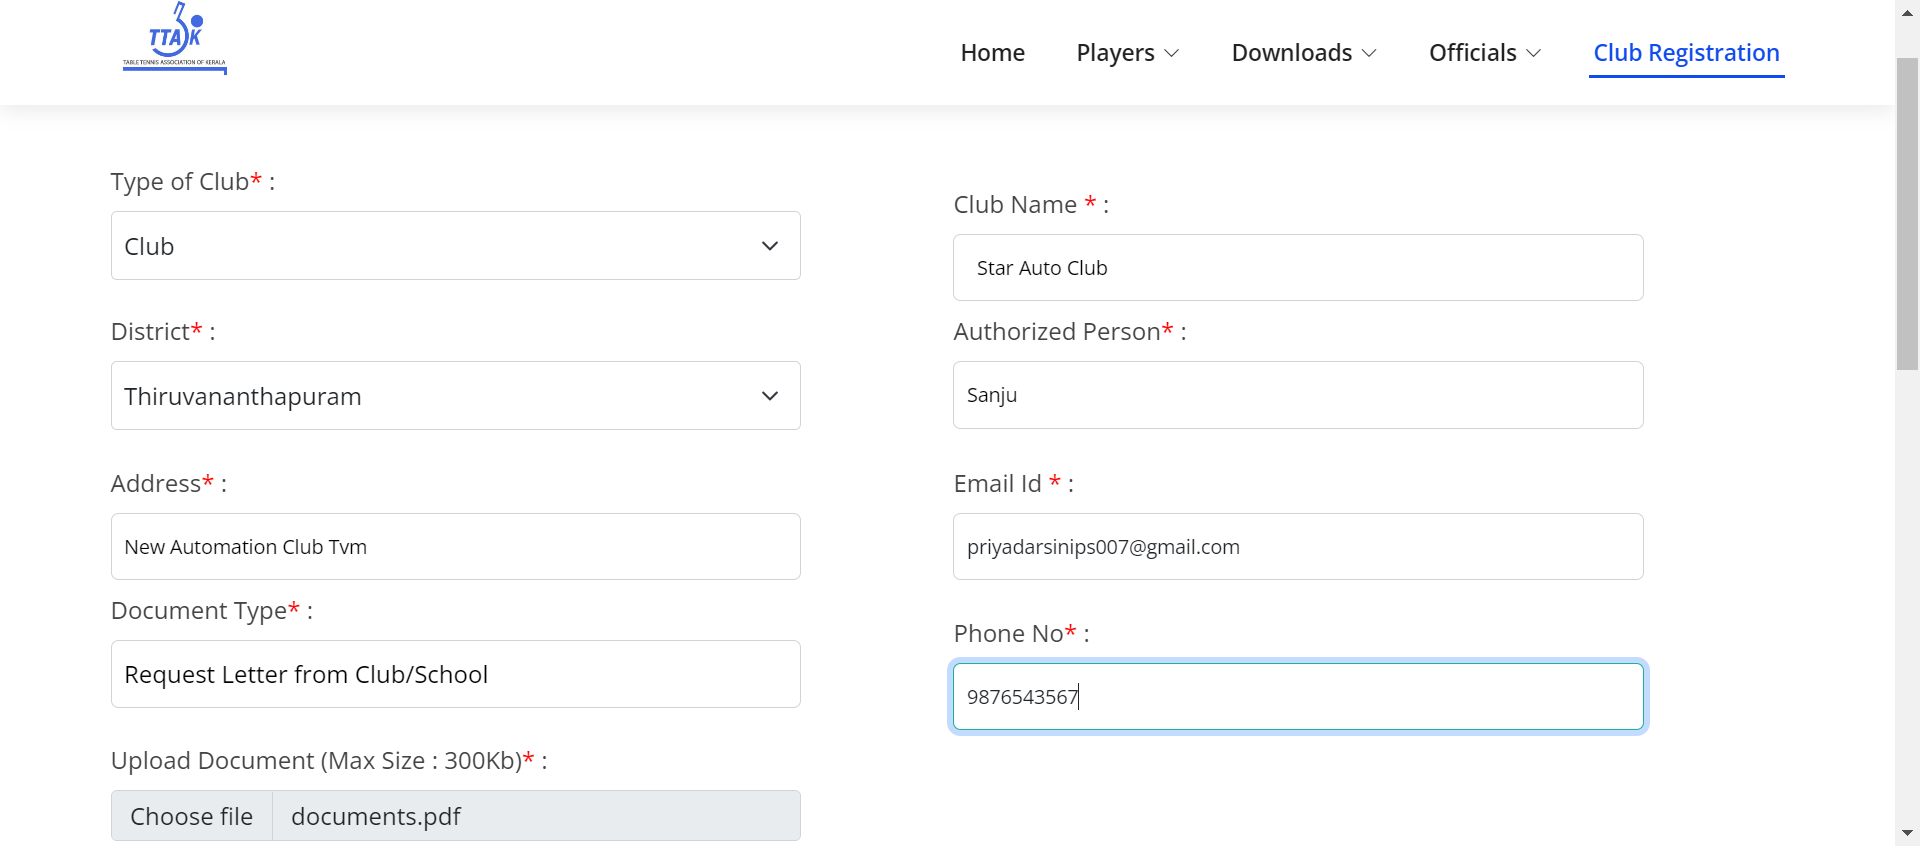 TTAK
TABLE TENNIS ASSOCIATION OF KERALA
Home
Players
Downloads
Officials
Club Registration
Type of Club* :
Club
Club Name * :
Star Auto Club
District* :
Thiruvananthapuram
Authorized Person* :
Sanju
Address* :
New Automation Club Tvm
Email Id * :
priyadarsinips007@gmail.com
Document Type* :
Request Letter from Club/School
Phone No* :
9876543567
Upload Document (Max Size : 300Kb)* :
Choose file documents.pdf